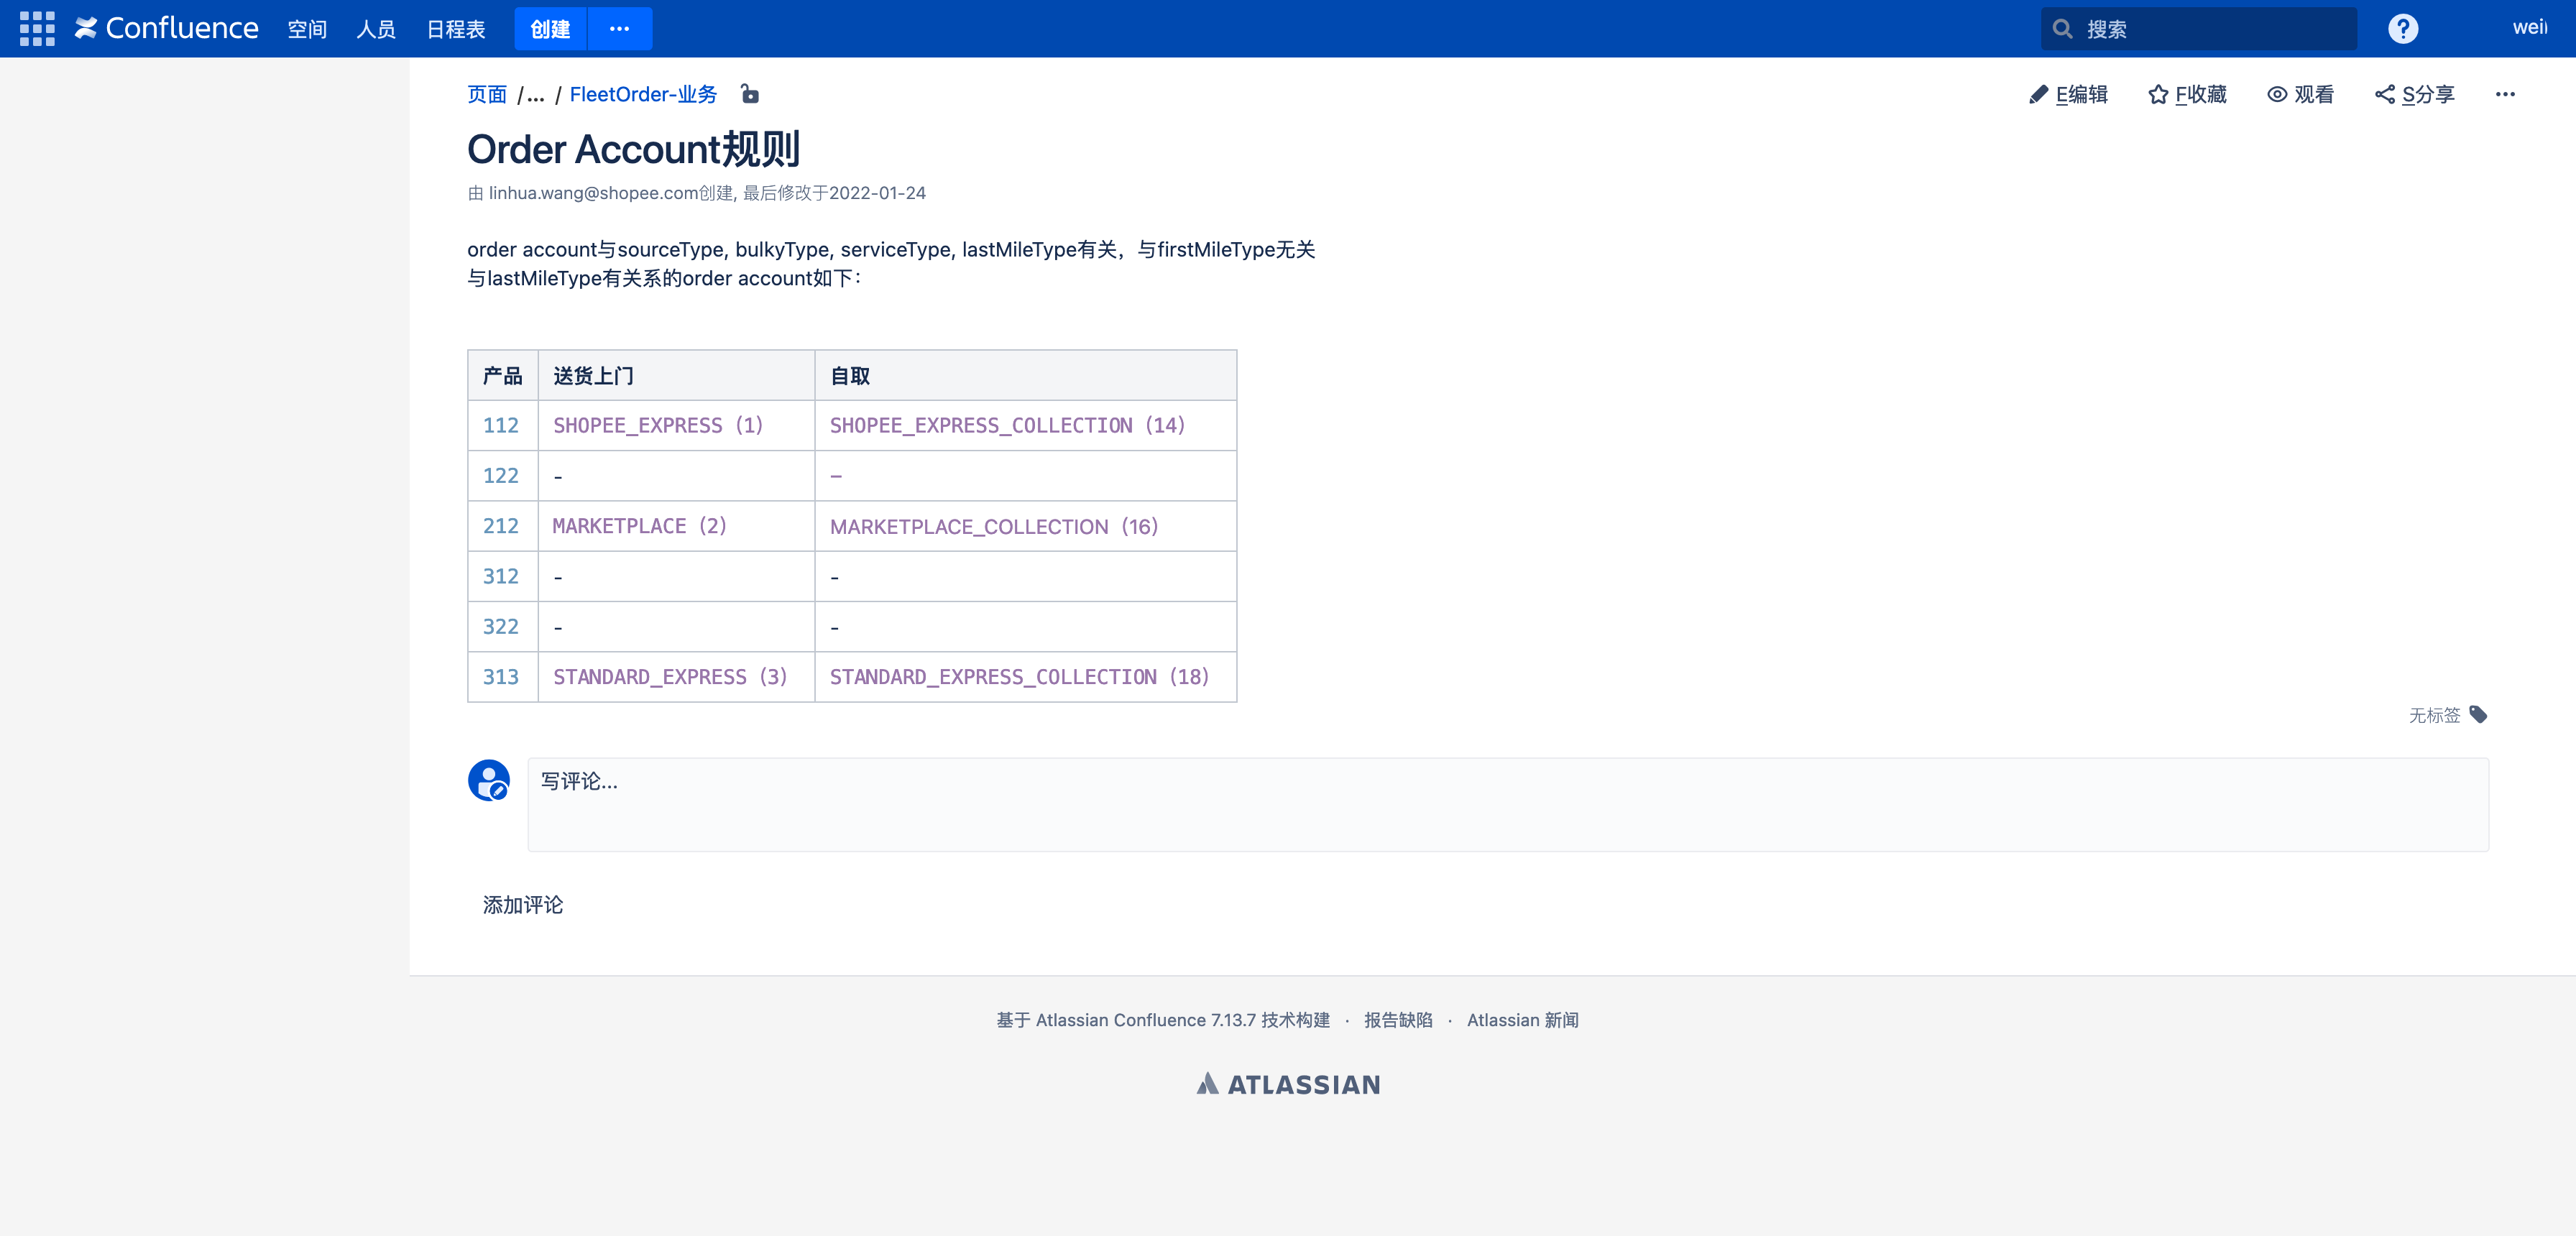 Confluence 空间 人员 日程表 创建 ··· 搜索 ? weil
页面 /... / FleetOrder-业务 E编辑 F收藏 观看 S分享 ···
Order Account规则
由 linhua.wang@shopee.com创建, 最后修改于2022-01-24
order account与sourceType, bulkyType, serviceType, lastMileType有关，与firstMileType无关
与lastMileType有关系的order account如下：
产品 送货上门 自取
112 SHOPEE_EXPRESS（1） SHOPEE_EXPRESS_COLLECTION（14）
122 - –
212 MARKETPLACE（2） MARKETPLACE_COLLECTION（16）
312 - -
322 - -
313 STANDARD_EXPRESS（3） STANDARD_EXPRESS_COLLECTION（18）
无标签
写评论...
添加评论
基于 Atlassian Confluence 7.13.7 技术构建 · 报告缺陷 · Atlassian 新闻
ATLASSIAN